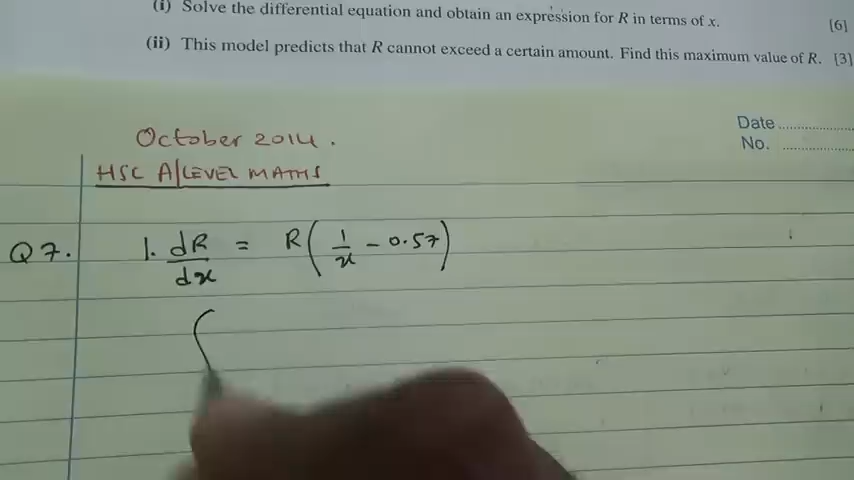 (i) Solve the differential equation and obtain an expression for R in terms of x. [6]
(ii) This model predicts that R cannot exceed a certain amount. Find this maximum value of R. [3]
Date ....................
No. ....................
October 2014.
HSC A/LEVEL MATHS
Q7. 1. dR/dx = R(1/x - 0.57)
∫